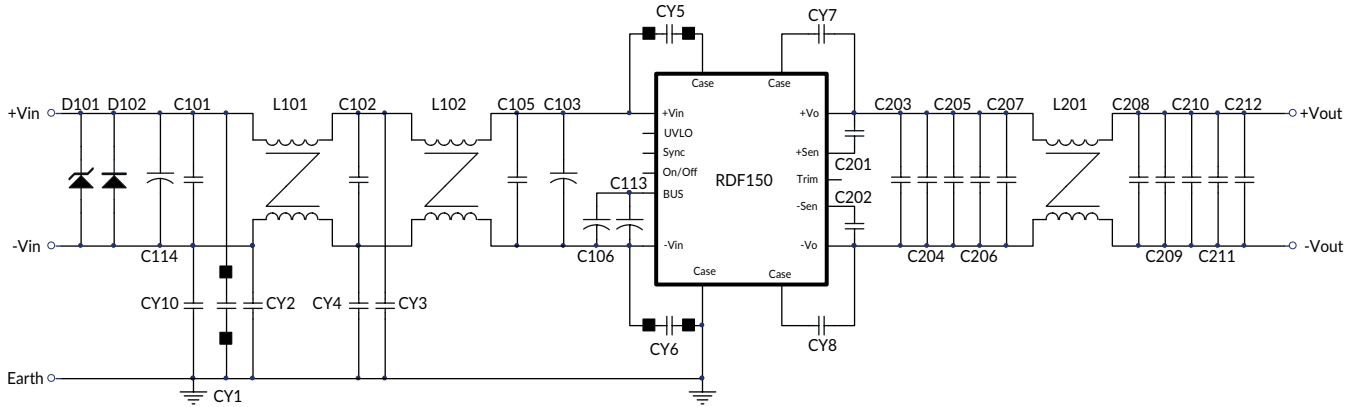 CY5
CY7
Case
Case
D101
D102
C101
L101
C102
L102
C105
C103
C203
C205
C207
L201
C208
C210
C212
+Vin
+Vin
+Vo
+Vout
UVLO
Sync
+Sen
C201
On/Off
Trim
RDF150
C113
BUS
C202
-Sen
-Vin
-Vin
-Vo
-Vout
C114
C106
C204
C206
C209
C211
Case
Case
CY10
CY2
CY4
CY3
CY6
CY8
Earth
CY1